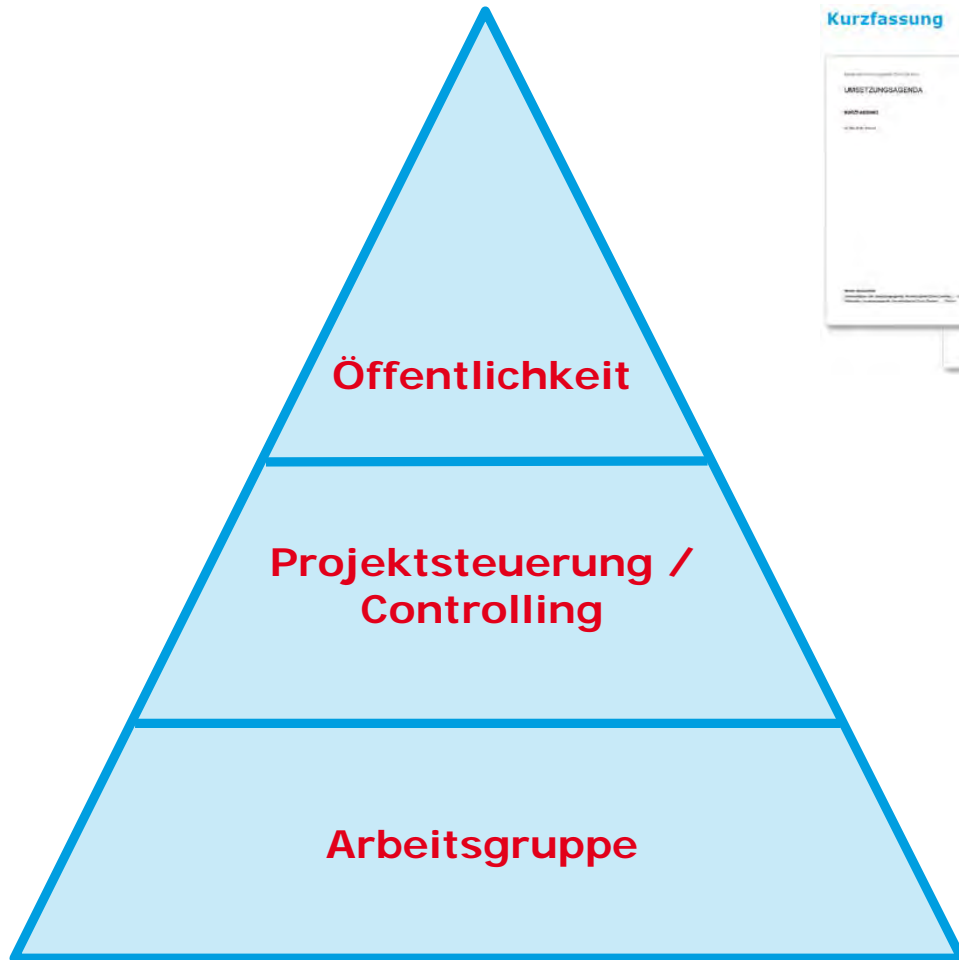 Kurzfassung
UMSETZUNGSAGENDA
Öffentlichkeit
Projektsteuerung /
Controlling
Arbeitsgruppe